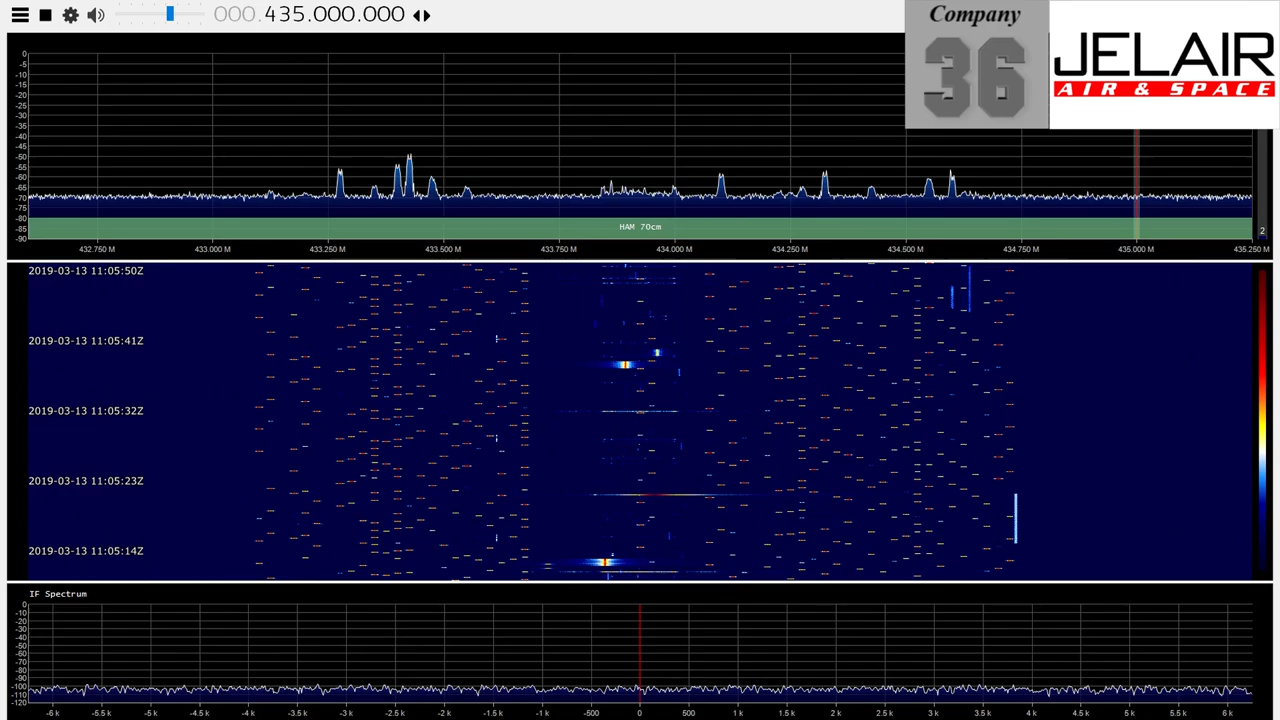 000.435.000.000
Company
36
JELAIR
AIR & SPACE
0
-5
-10
-15
-20
-25
-30
-35
-40
-45
-50
-55
-60
-65
-70
-75
-80
-85
-90
HAM 70cm
2
432.750 M 433.000 M 433.250 M 433.500 M 433.750 M 434.000 M 434.250 M 434.500 M 434.750 M 435.000 M 435.250 M
2019-03-13 11:05:50Z
2019-03-13 11:05:41Z
2019-03-13 11:05:32Z
2019-03-13 11:05:23Z
2019-03-13 11:05:14Z
IF Spectrum
0
-10
-20
-30
-40
-50
-60
-70
-80
-90
-100
-110
-120
-6 k -5.5 k -5 k -4.5 k -4 k -3.5 k -3 k -2.5 k -2 k -1.5 k -1 k -500 0 500 1 k 1.5 k 2 k 2.5 k 3 k 3.5 k 4 k 4.5 k 5 k 5.5 k 6 k